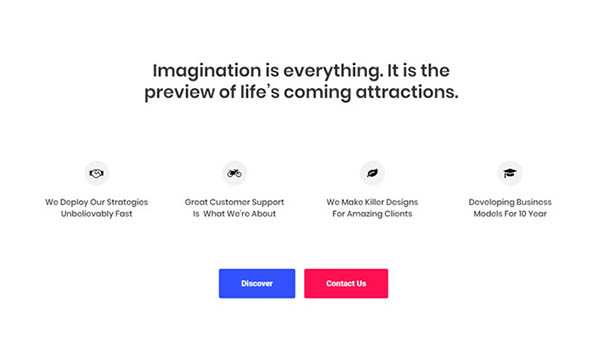 Imagination is everything. It is the
preview of life's coming attractions.
We Deploy Our Strategies
Unbelievably Fast
Great Customer Support
Is What We're About
We Make Killer Designs
For Amazing Clients
Developing Business
Models For 10 Year
Discover
Contact Us